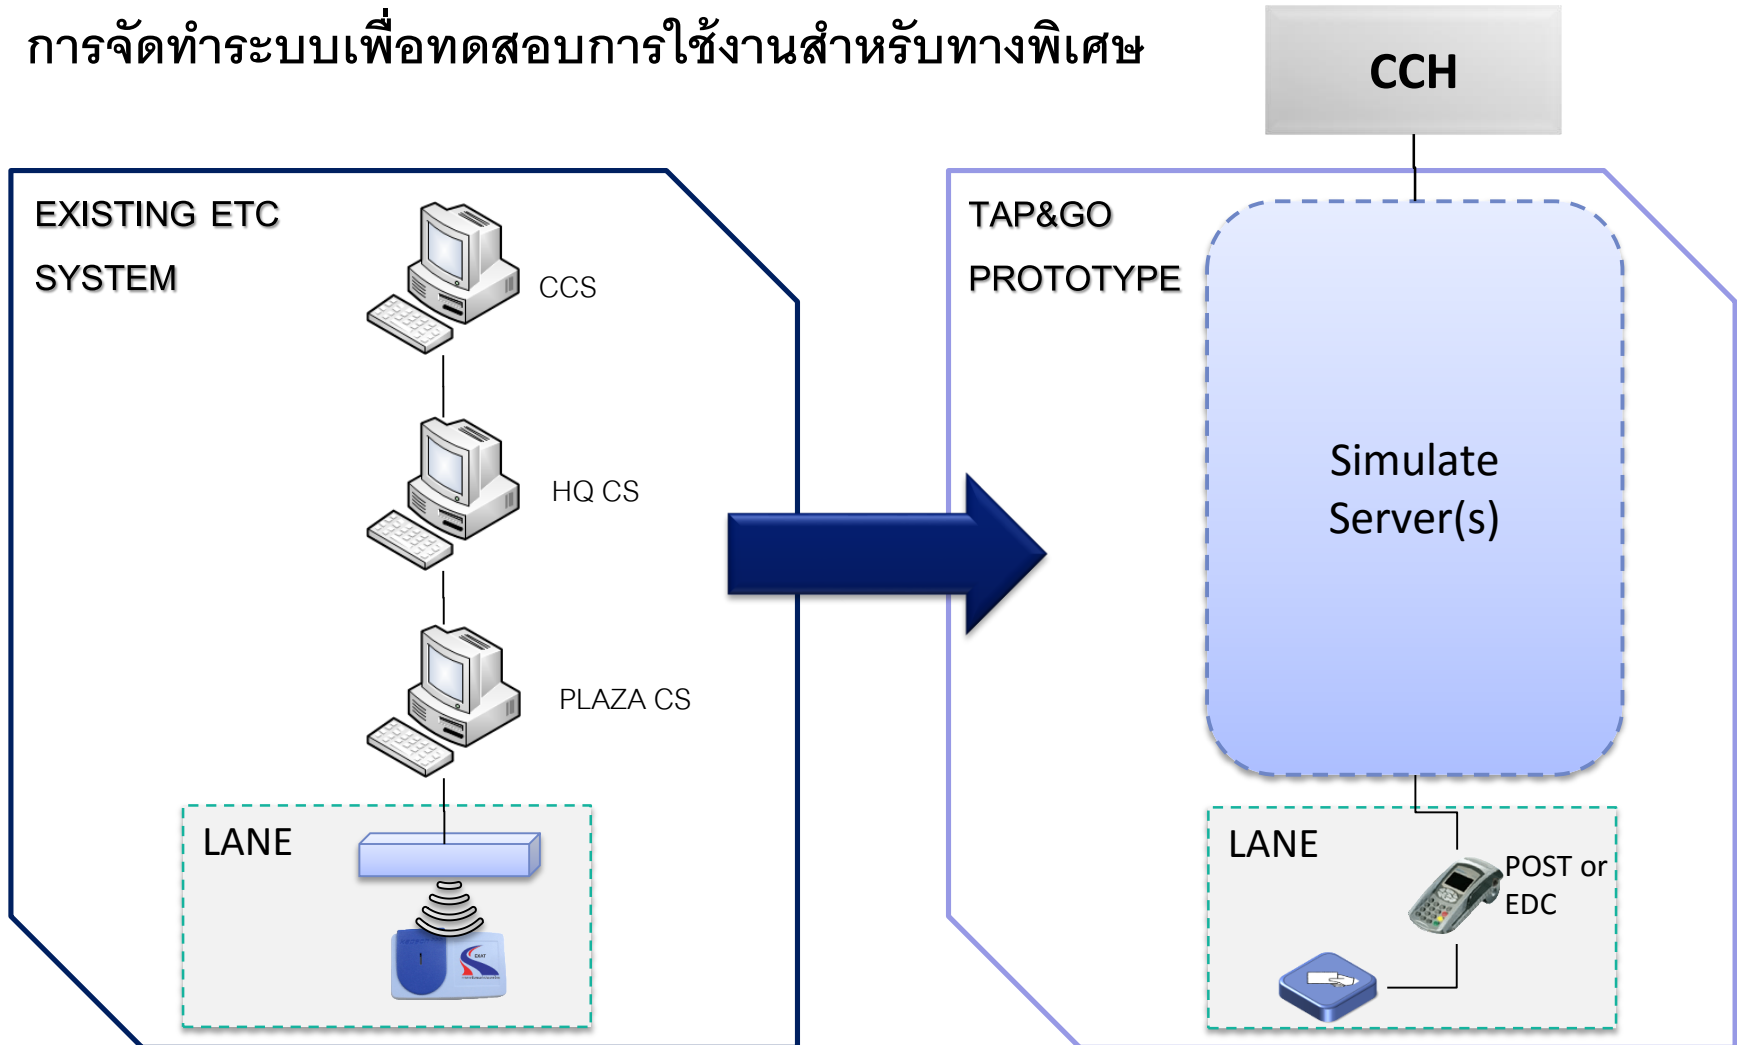 การจัดทำระบบเพื่อทดสอบการใช้งานสำหรับทางพิเศษ
CCH
EXISTING ETC
SYSTEM
CCS
HQ CS
PLAZA CS
LANE
EXAT
TAP&GO
PROTOTYPE
Simulate
Server(s)
LANE
POST or
EDC